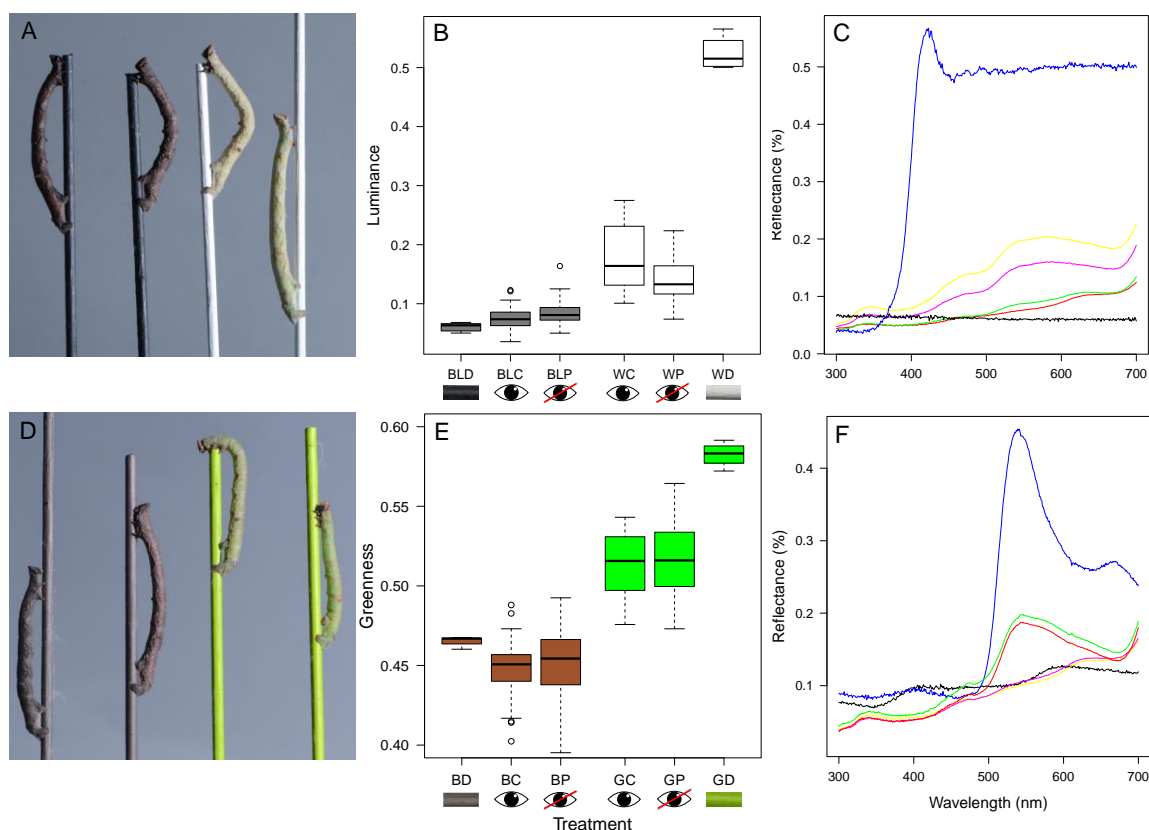 A
B
C
Luminance
0.5
0.3
0.2
0.1
BLD BLC BLP WC WP WD
Reflectance (%)
0.5
0.4
0.3
0.2
0.1
0.0
300 400 500 600 700
D
E
F
Greenness
0.60
0.55
0.50
0.45
0.40
BD BC BP GC GP GD
Treatment
Reflectance (%)
0.4
0.3
0.2
0.1
300 400 500 600 700
Wavelength (nm)